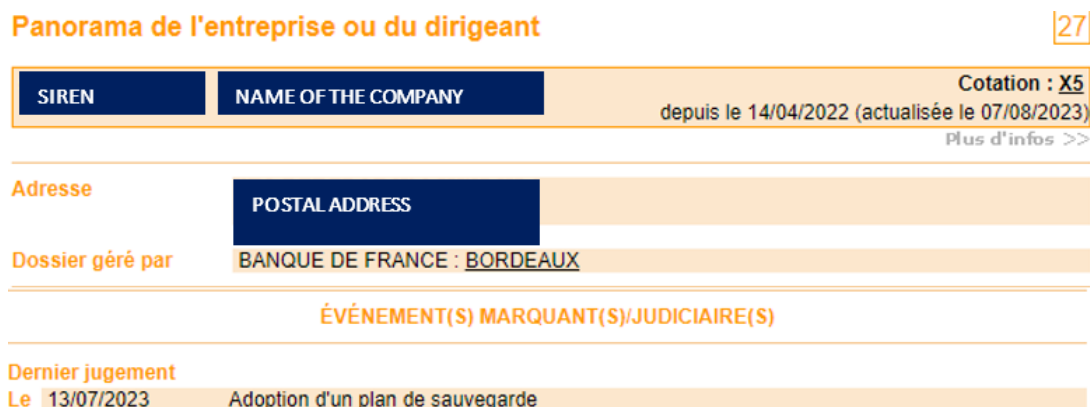 Panorama de l'entreprise ou du dirigeant 27
SIREN NAME OF THE COMPANY Cotation : X5
depuis le 14/04/2022 (actualisée le 07/08/2023)
Plus d'infos >>
Adresse POSTAL ADDRESS
Dossier géré par BANQUE DE FRANCE : BORDEAUX
ÉVÉNEMENT(S) MARQUANT(S)/JUDICIAIRE(S)
Dernier jugement
Le 13/07/2023 Adoption d'un plan de sauvegarde